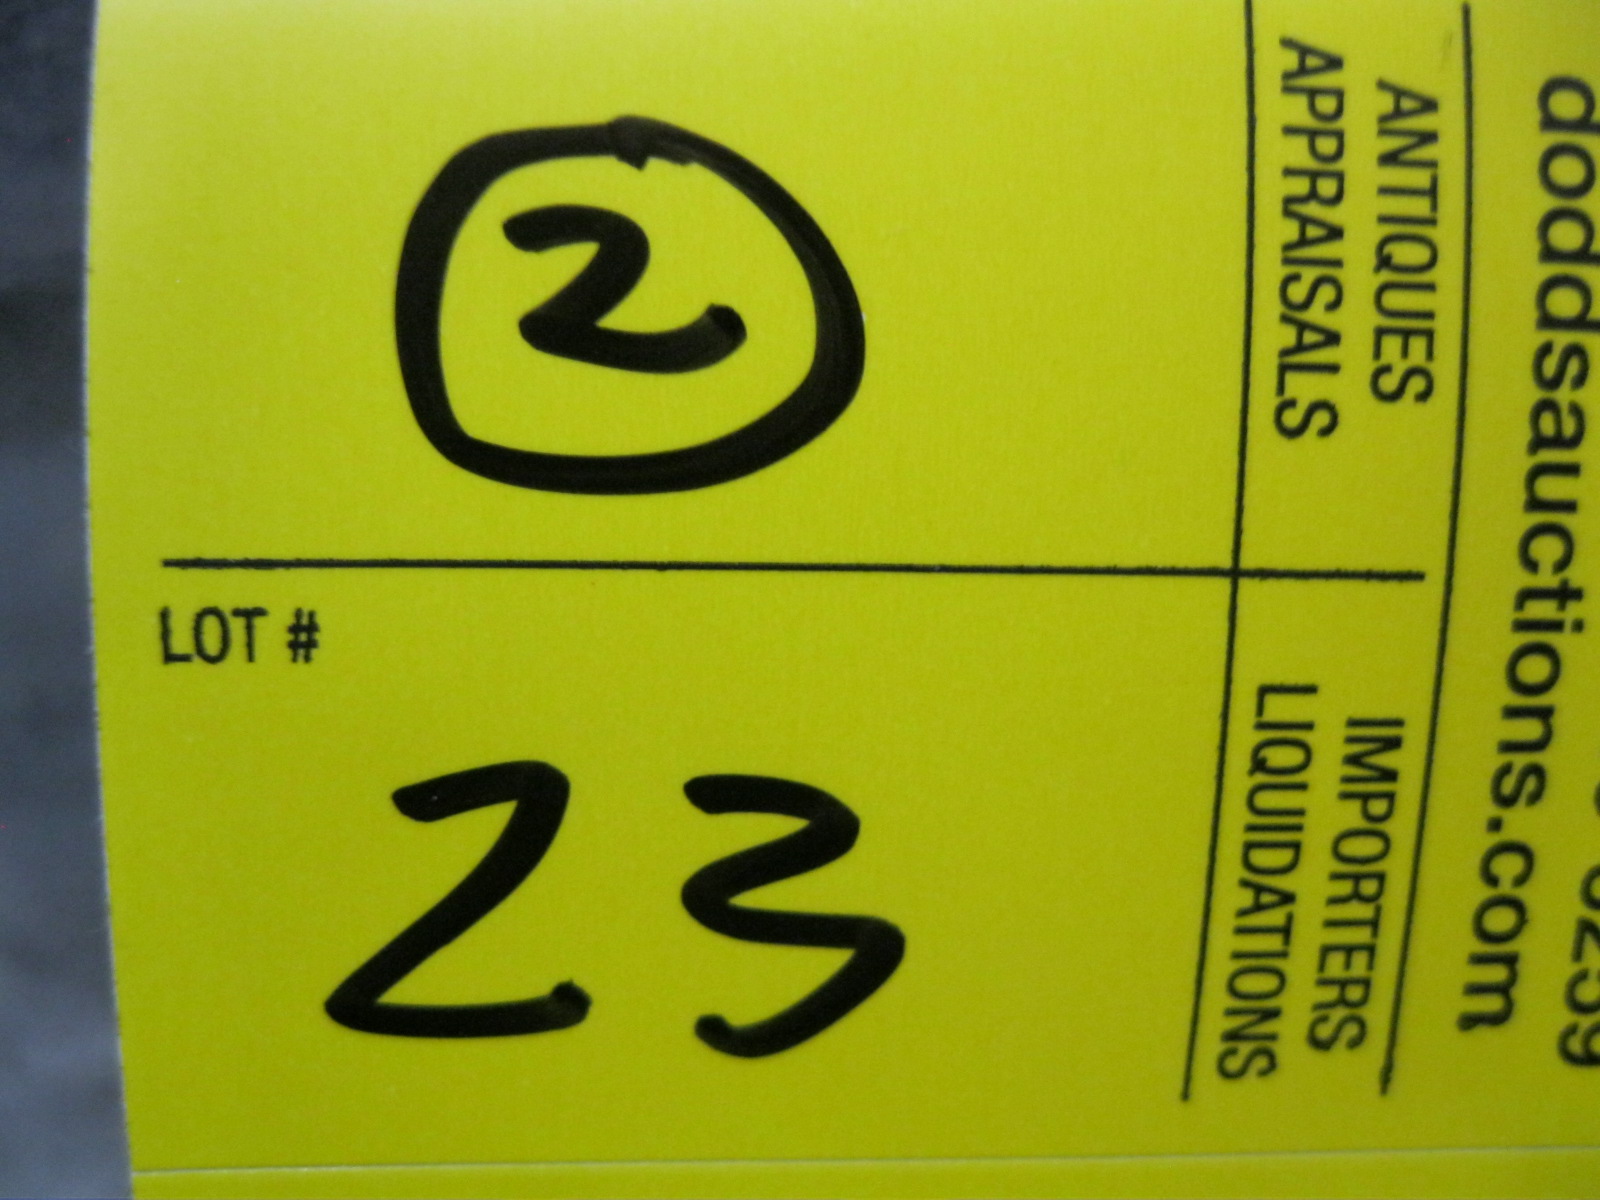 doddsauctions.com
ANTIQUES
APPRAISALS
IMPORTERS
LIQUIDATIONS
2
LOT #
23